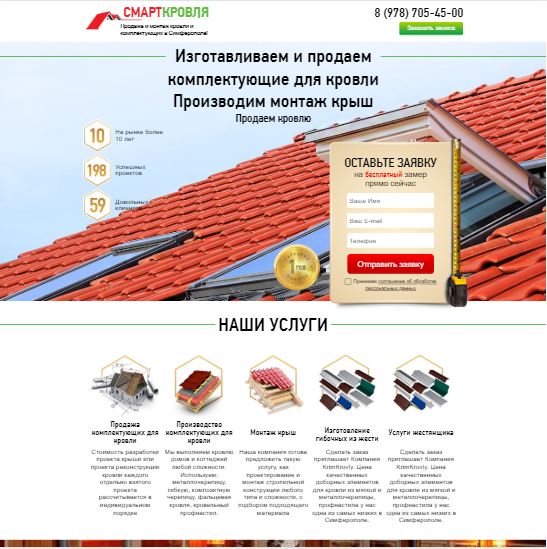 СМАРТКРОВЛЯ
Продажа и монтаж кровли и
комплектующих в Симферополе!
8 (978) 705-45-00
Заказать звонок
Изготавливаем и продаем
комплектующие для кровли
Производим монтаж крыш
Продаем кровлю
10
На рынке более
10 лет
198
Успешных
проектов
59
Довольных
1 год
ОСТАВЬТЕ ЗАЯВКУ
на бесплатный замер
прямо сейчас
Ваше Имя
Ваш E-mail
Телефон
Отправить заявку
Принимаю соглашение об обработке
персональных данных
НАШИ УСЛУГИ
Продажа
комплектующих для
кровли
Стоимость разработки
проекта крыши или
проекта реконструкции
кровли каждого
отдельно взятого
проекта
рассчитывается в
индивидуальном
порядке
Производство
комплектующих для
кровли
Мы выполняем кровлю
домов и коттеджей
любой сложности.
Используем:
металлочерепицу,
гибкую, композитную
черепицу, фальцевая
кровля, кровельный
профнастил.
Монтаж крыш
Наша компания готова
предложить такую
услугу, как
проектирование и
монтаж стропильной
конструкции любого
типа и сложности, с
подбором подходящего
материала
Изготовление
гибочных из жести
Сделать заказ
приглашает Компания
KrimKrovly. Цена
качественных
доборных элементов
для кровли из мягкой и
металлочерепицы,
профнастила у нас
одна из самых низких в
Симферополе.
Услуги жестянщика
Сделать заказ
приглашает Компания
KrimKrovly. Цена
качественных
доборных элементов
для кровли из мягкой и
металлочерепицы,
профнастила у нас
одна из самых низких в
Симферополе.